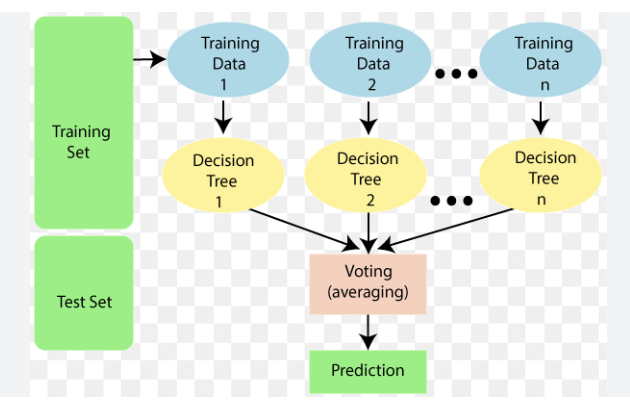 Training
Set
Training
Data
1
Training
Data
2
Training
Data
n
Decision
Tree
1
Decision
Tree
2
Decision
Tree
n
Test Set
Voting
(averaging)
Prediction